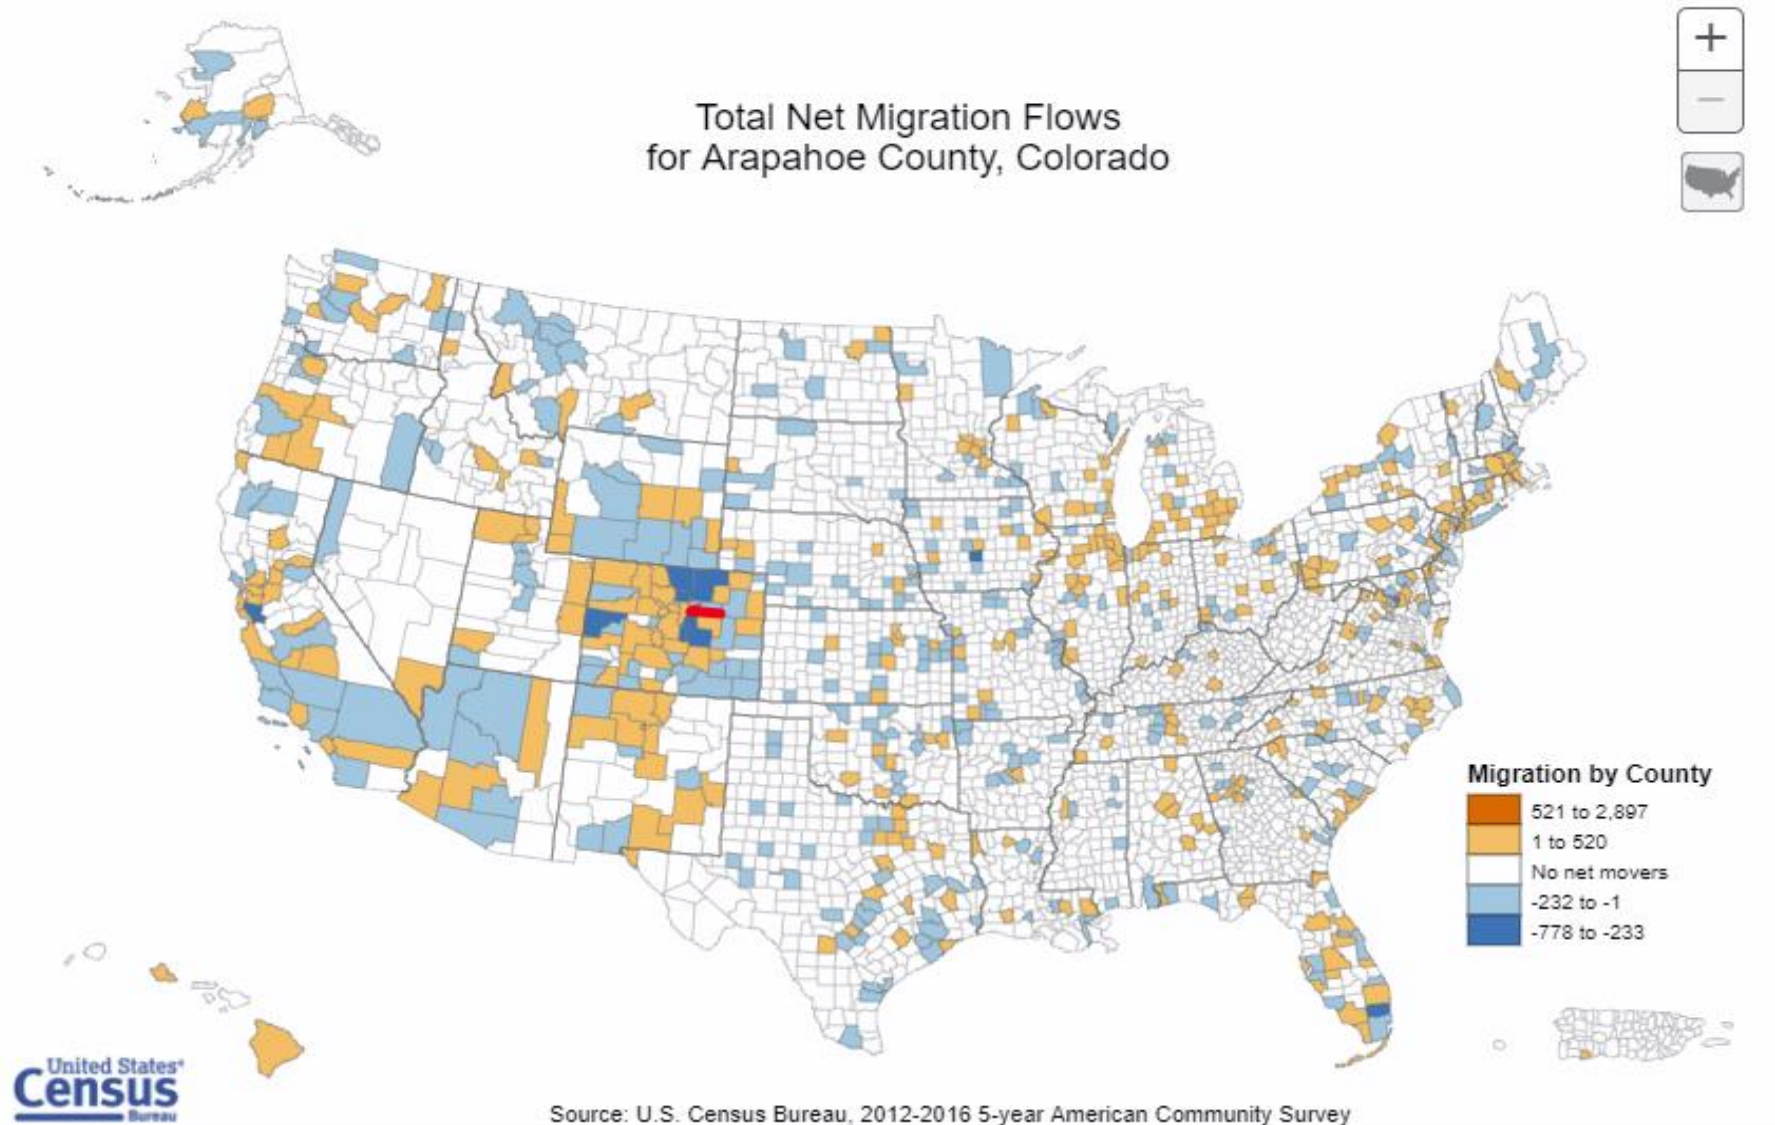 +
Total Net Migration Flows
for Arapahoe County, Colorado
−
Migration by County
521 to 2,897
1 to 520
No net movers
-232 to -1
-778 to -233
United States®
Census
Bureau
Source: U.S. Census Bureau, 2012-2016 5-year American Community Survey